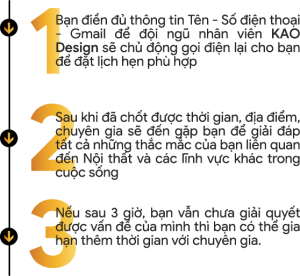 1
Bạn điền đủ thông tin Tên - Số điện thoại
- Gmail để đội ngũ nhân viên KAO
Design sẽ chủ động gọi điện lại cho bạn
để đặt lịch hẹn phù hợp
2
Sau khi đã chốt được thời gian, địa điểm,
chuyên gia sẽ đến gặp bạn để giải đáp
tất cả những thắc mắc của bạn liên quan
đến Nội thất và các lĩnh vực khác trong
cuộc sống
3
Nếu sau 3 giờ, bạn vẫn chưa giải quyết
được vấn đề của mình thì bạn có thể gia
hạn thêm thời gian với chuyên gia.